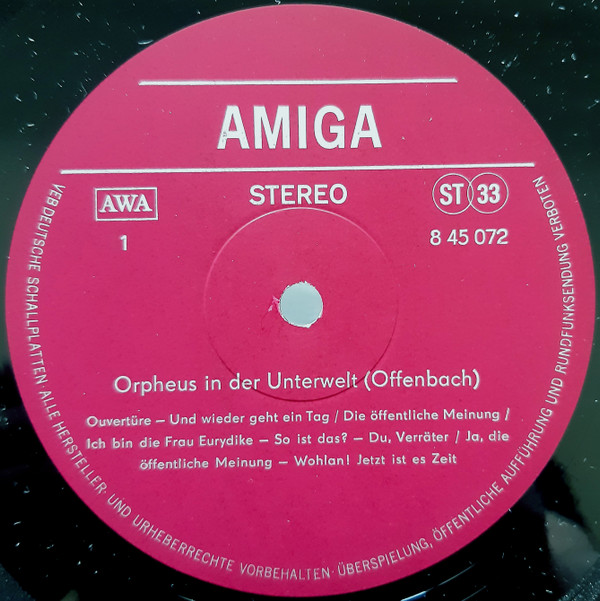 AMIGA
AWA
STEREO
ST 33
1
8 45 072
Orpheus in der Unterwelt (Offenbach)
Ouvertüre – Und wieder geht ein Tag / Die öffentliche Meinung /
Ich bin die Frau Eurydike – So ist das? – Du, Verräter / Ja, die
öffentliche Meinung – Wohlan! Jetzt ist es Zeit
VEB DEUTSCHE SCHALLPLATTEN · ALLE HERSTELLER- UND URHEBERRECHTE VORBEHALTEN · ÜBERSPIELUNG, ÖFFENTLICHE AUFFÜHRUNG UND RUNDFUNKSENDUNG VERBOTEN